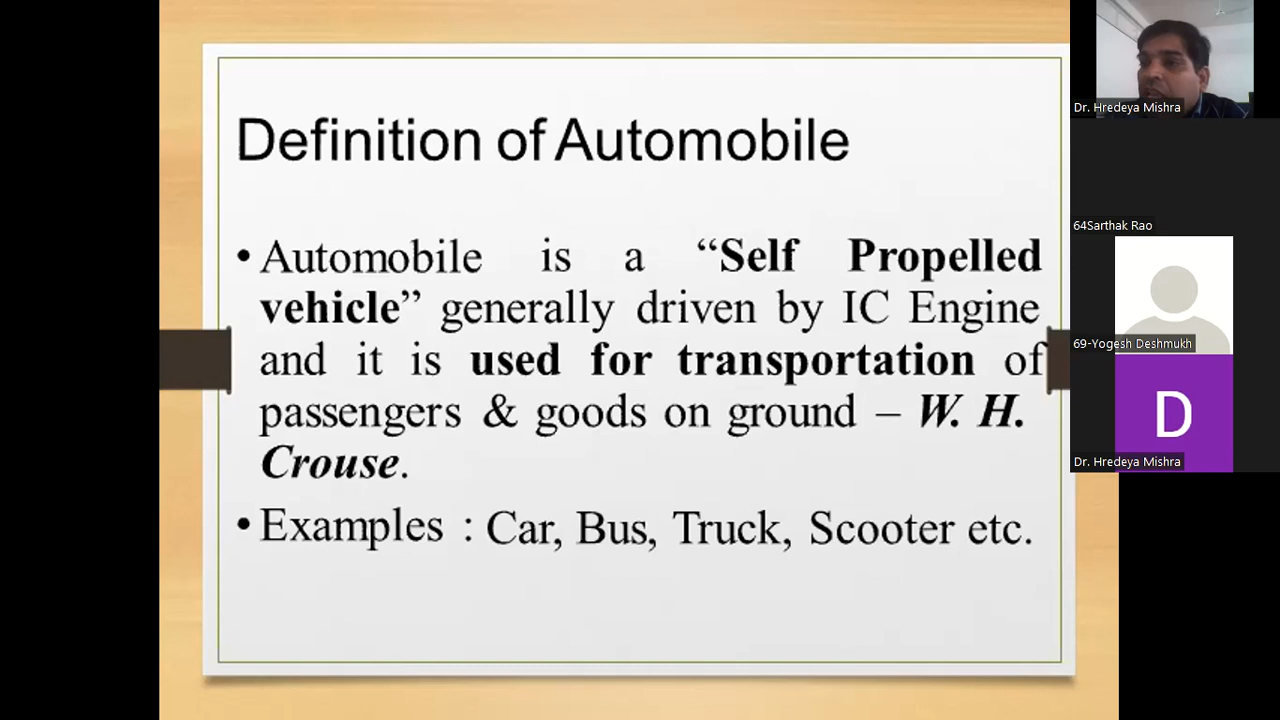 Definition of Automobile
• Automobile is a “Self Propelled
vehicle” generally driven by IC Engine
and it is used for transportation of
passengers & goods on ground – W. H.
Crouse.
• Examples : Car, Bus, Truck, Scooter etc.
Dr. Hredeya Mishra
64Sarthak Rao
69-Yogesh Deshmukh
D
Dr. Hredeya Mishra